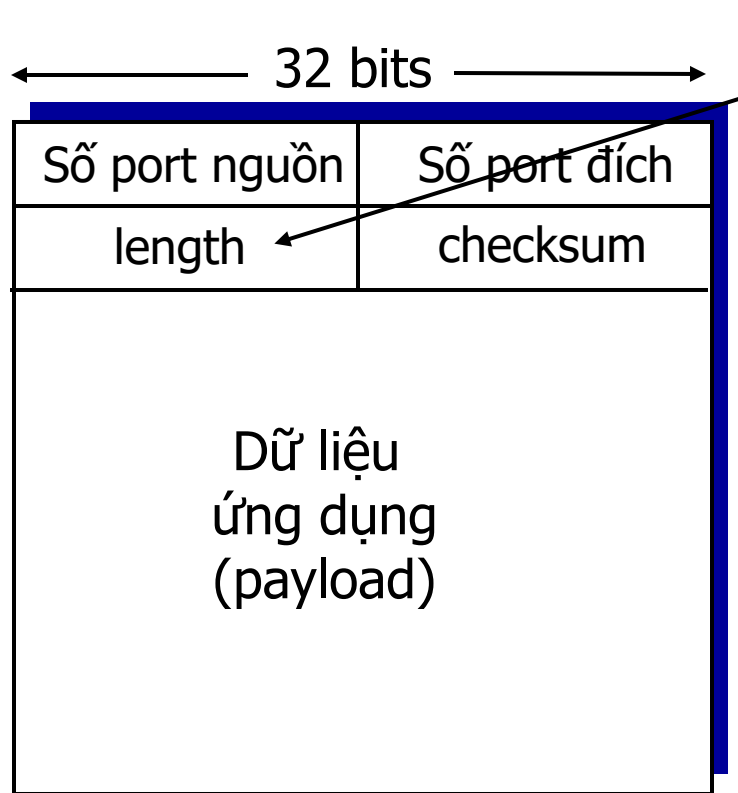 32 bits
Số port nguồn
Số port đích
length
checksum
Dữ liệu
ứng dụng
(payload)